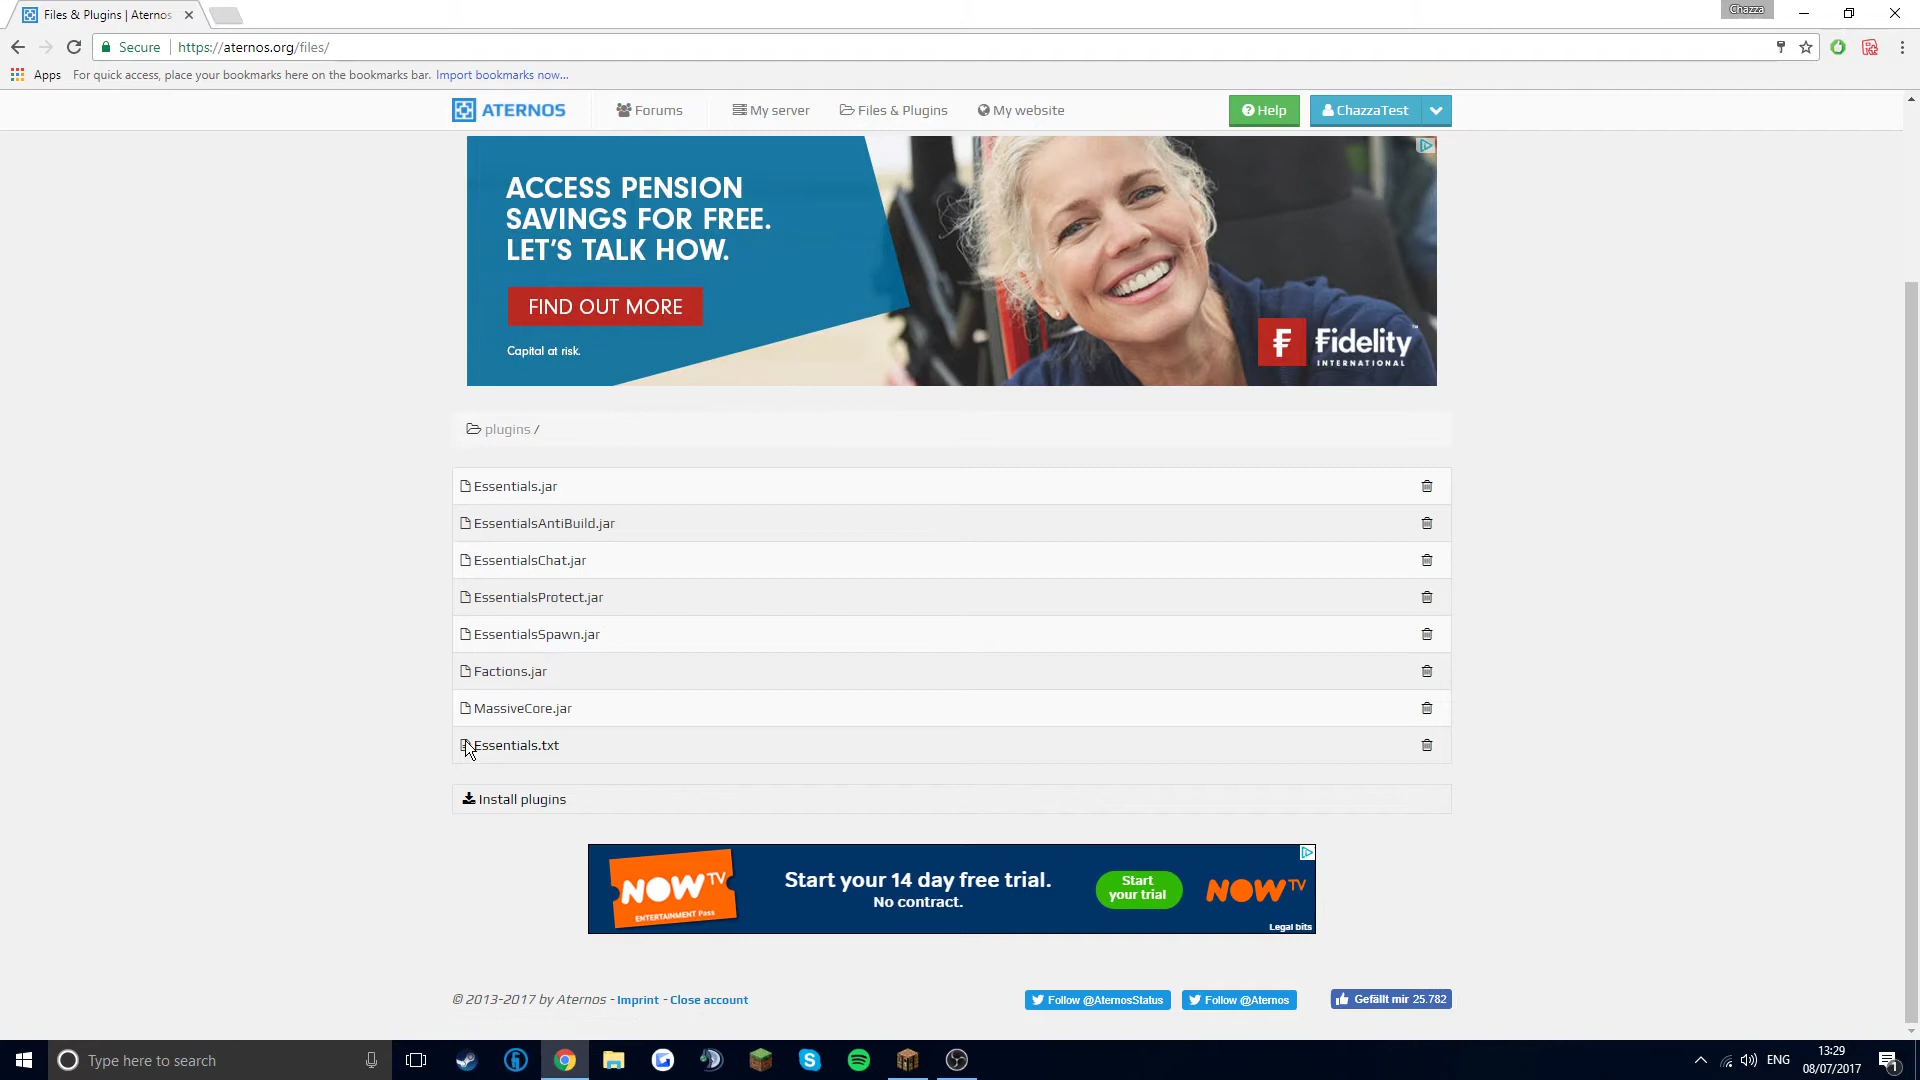 Files & Plugins | Aternos
Chazza
Secure
https://aternos.org/files/
Apps
For quick access, place your bookmarks here on the bookmarks bar. Import bookmarks now...
ATERNOS
Forums
My server
Files & Plugins
My website
Help
ChazzaTest
ACCESS PENSION
SAVINGS FOR FREE.
LET'S TALK HOW.
FIND OUT MORE
Capital at risk.
Fidelity
INTERNATIONAL
plugins /
Essentials.jar
EssentialsAntiBuild.jar
EssentialsChat.jar
EssentialsProtect.jar
EssentialsSpawn.jar
Factions.jar
MassiveCore.jar
Essentials.txt
Install plugins
NOW TV
ENTERTAINMENT Pass
Start your 14 day free trial.
No contract.
Start
your trial
NOW TV
Legal bits
© 2013-2017 by Aternos - Imprint - Close account
Follow @AternosStatus
Follow @Aternos
Gefällt mir 25.782
Type here to search
ENG
13:29
08/07/2017
1